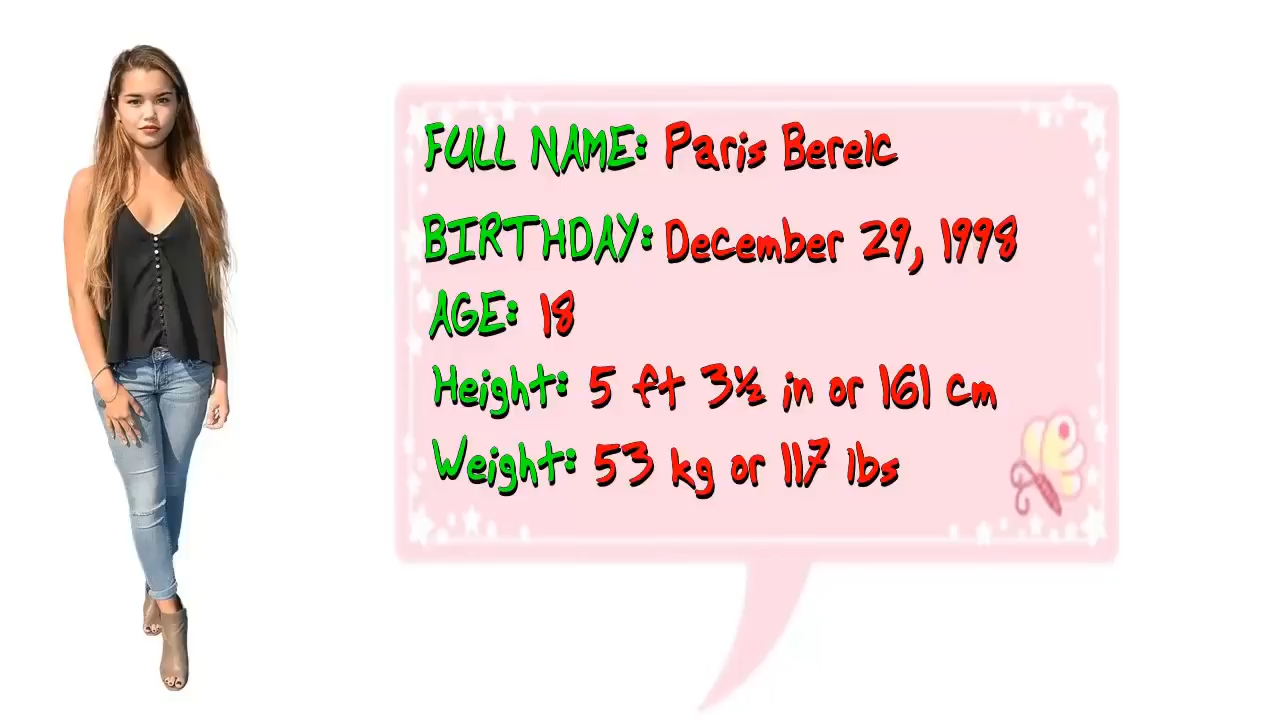 FULL NAME: Paris Berelc
BIRTHDAY: December 29, 1998
AGE: 18
Height: 5 ft 3½ in or 161 cm
Weight: 53 kg or 117 lbs